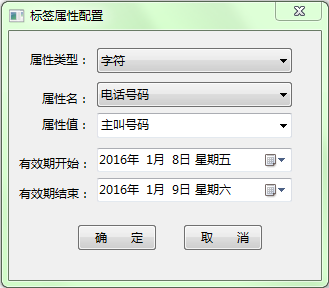 标签属性配置
属性类型： 字符
属性名： 电话号码
属性值： 主叫号码
有效期开始： 2016年 1月 8日 星期五
有效期结束： 2016年 1月 9日 星期六
确 定 取 消